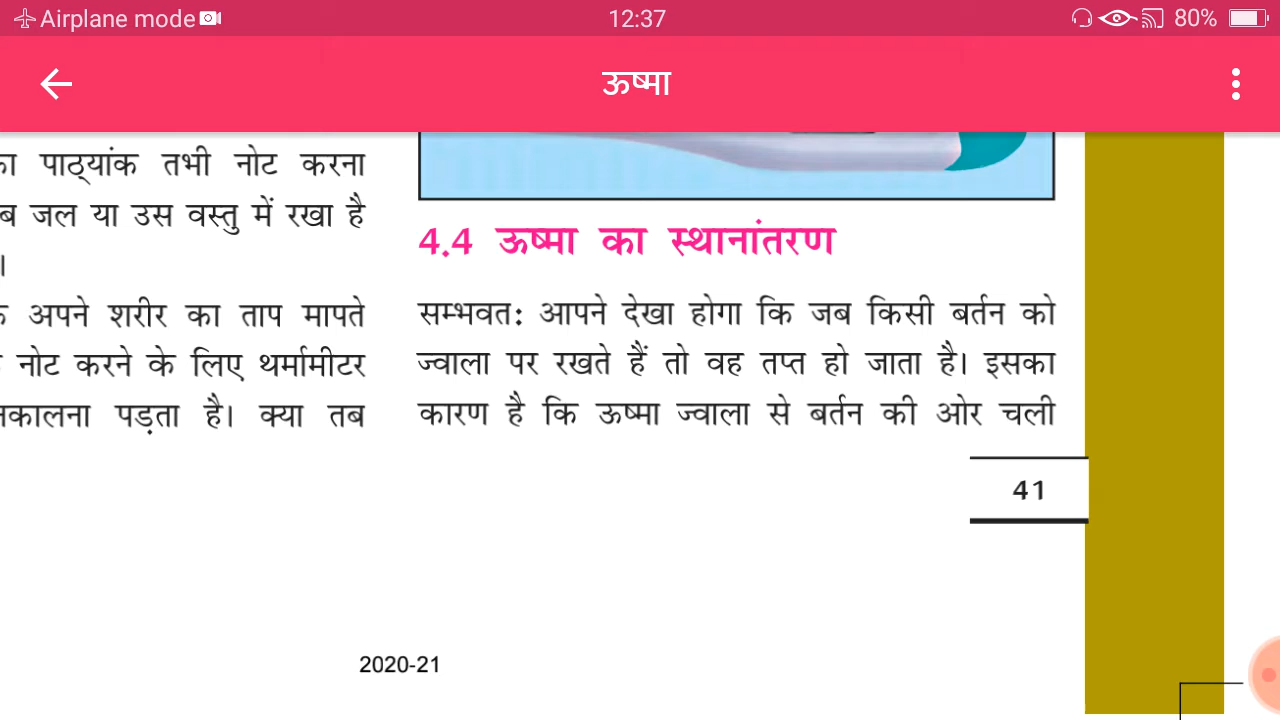 Airplane mode 12:37 80%
ऊष्मा
पाठ्यांक तभी नोट करना
जल या उस वस्तु में रखा है
।
अपने शरीर का ताप मापते
नोट करने के लिए थर्मामीटर
पड़ता है। क्या तब
4.4 ऊष्मा का स्थानांतरण
सम्भवत: आपने देखा होगा कि जब किसी बर्तन को
ज्वाला पर रखते हैं तो वह तप्त हो जाता है। इसका
कारण है कि ऊष्मा ज्वाला से बर्तन की ओर चली
41
2020-21